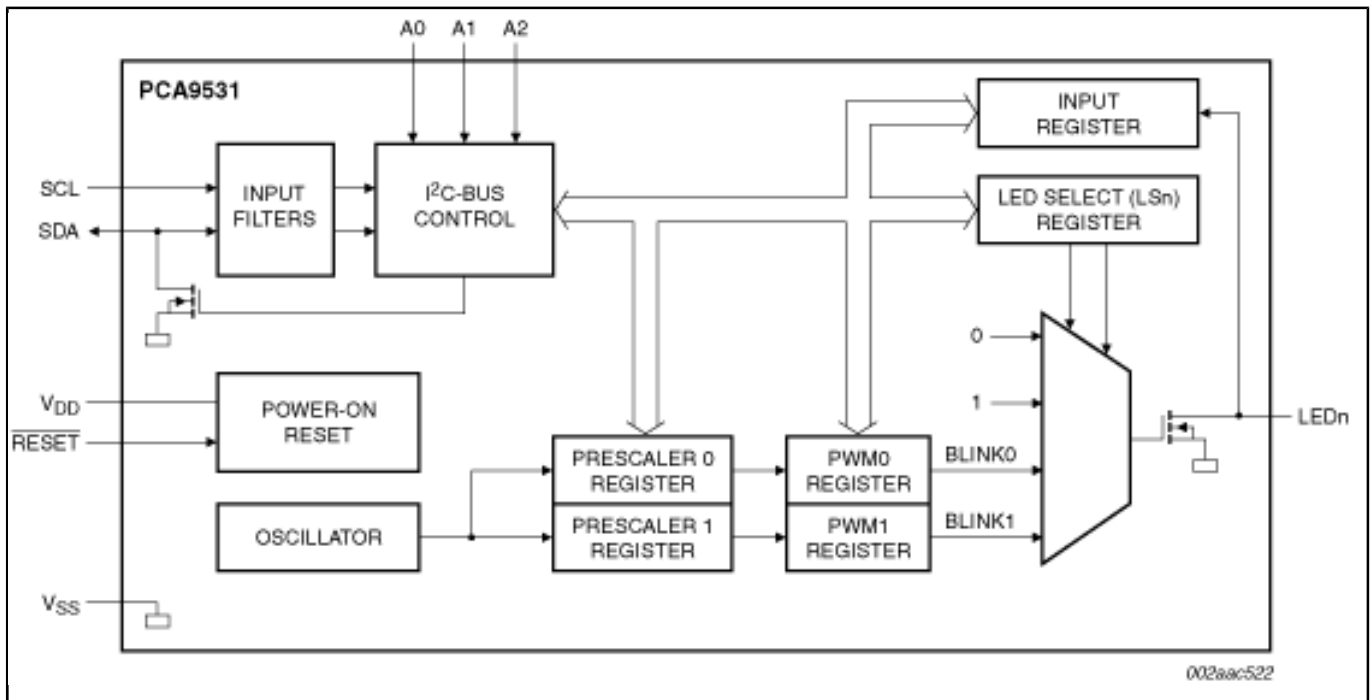 A0 A1 A2
PCA9531
INPUT
REGISTER
SCL
SDA
INPUT
FILTERS
I²C-BUS
CONTROL
LED SELECT (LSn)
REGISTER
0
1
VDD
RESET
POWER-ON
RESET
LEDn
PRESCALER 0
REGISTER
PWM0
REGISTER
BLINK0
OSCILLATOR
PRESCALER 1
REGISTER
PWM1
REGISTER
BLINK1
VSS
002aac522